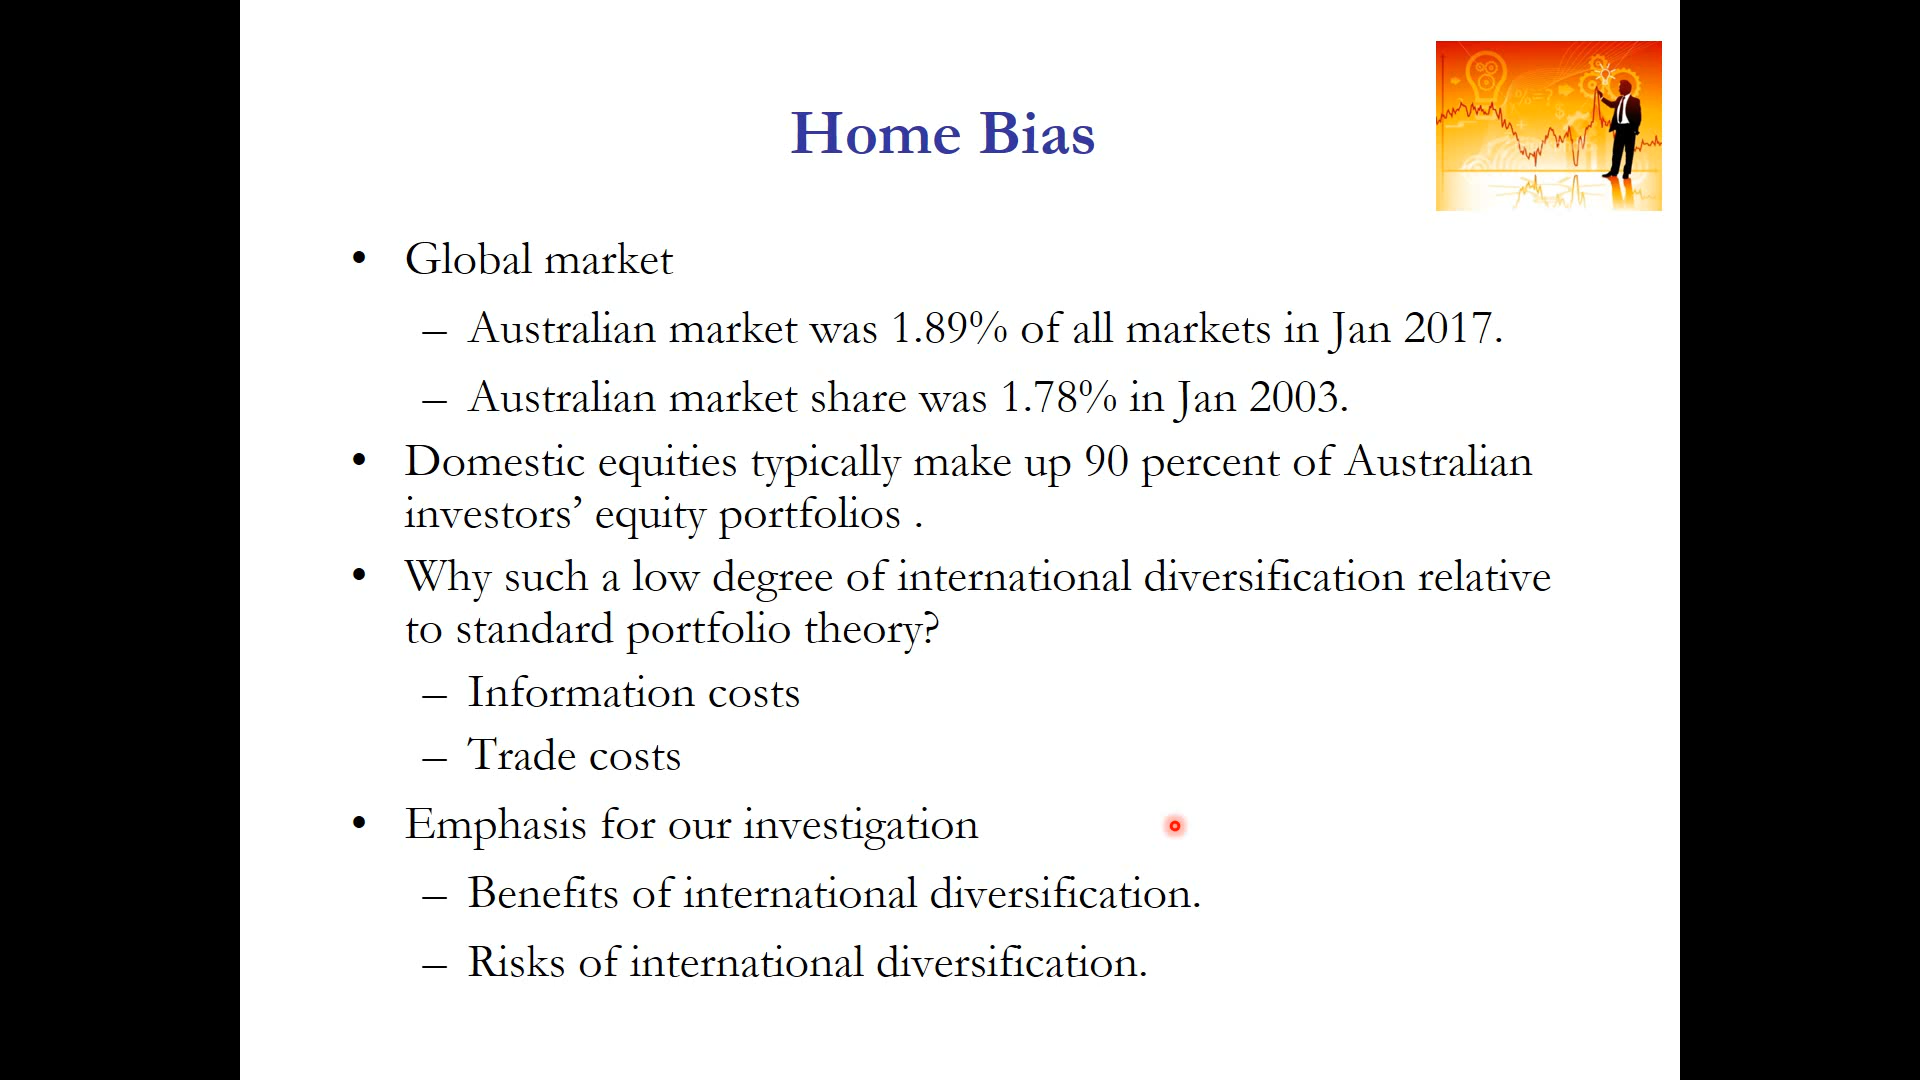 Home Bias
• Global market
– Australian market was 1.89% of all markets in Jan 2017.
– Australian market share was 1.78% in Jan 2003.
• Domestic equities typically make up 90 percent of Australian
investors’ equity portfolios .
• Why such a low degree of international diversification relative
to standard portfolio theory?
– Information costs
– Trade costs
• Emphasis for our investigation
– Benefits of international diversification.
– Risks of international diversification.